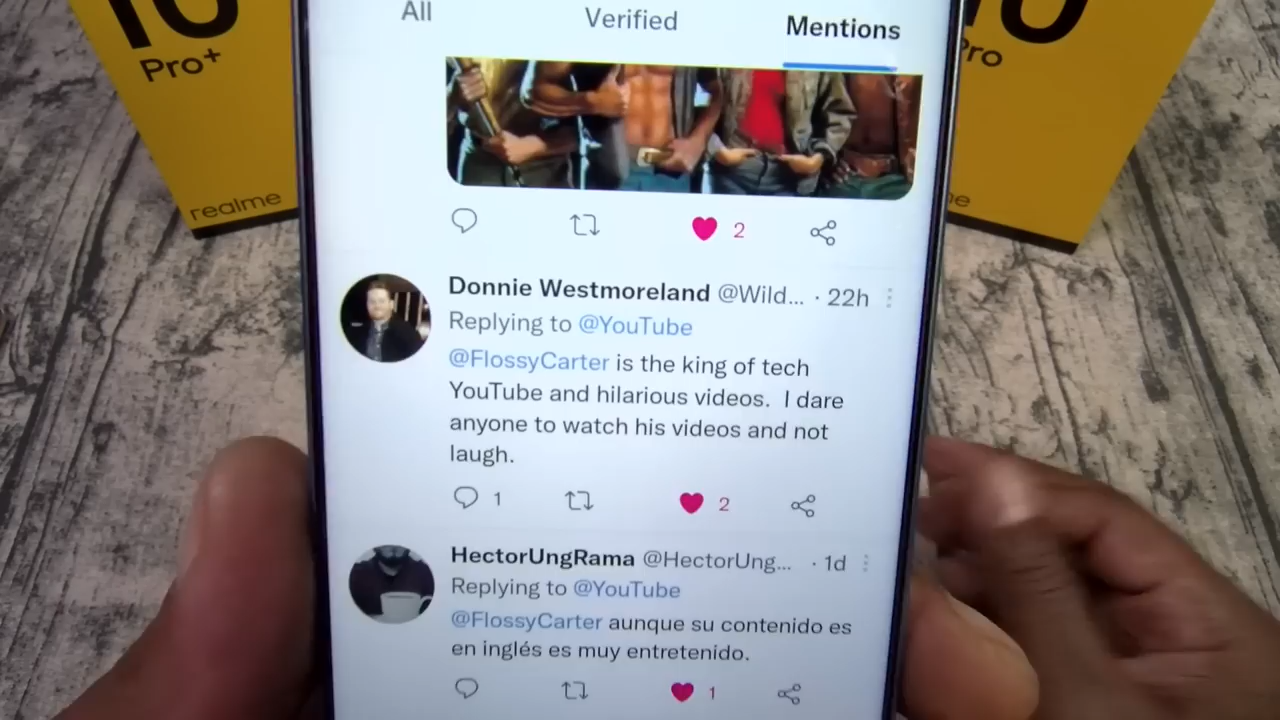 10
Pro+
realme
10
Pro
All
Verified
Mentions
2
Donnie Westmoreland @Wild... · 22h
Replying to @YouTube
@FlossyCarter is the king of tech
YouTube and hilarious videos. I dare
anyone to watch his videos and not
laugh.
1
2
HectorUngRama @HectorUng... · 1d
Replying to @YouTube
@FlossyCarter aunque su contenido es
en inglés es muy entretenido.
1